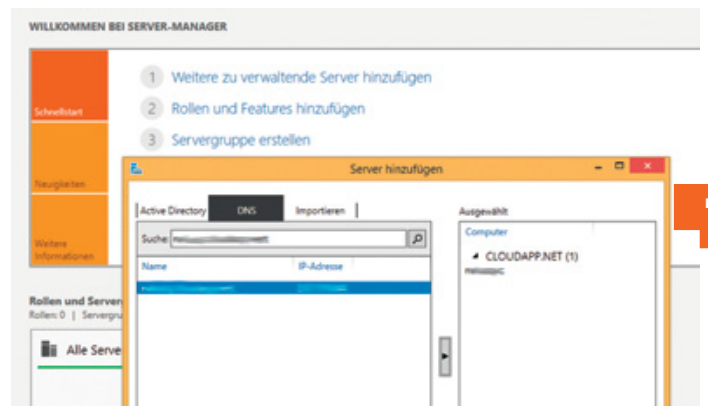 WILLKOMMEN BEI SERVER-MANAGER
1 Weitere zu verwaltende Server hinzufügen
Schnellstart
2 Rollen und Features hinzufügen
3 Servergruppe erstellen
Server hinzufügen
Neuigkeiten
Active Directory DNS Importieren
Ausgewählt
Suche:
Computer
Weitere
Informationen
CLOUDAPP.NET (1)
Name IP-Adresse
Rollen und Server
Rollen: 0 | Servergru
Alle Serve